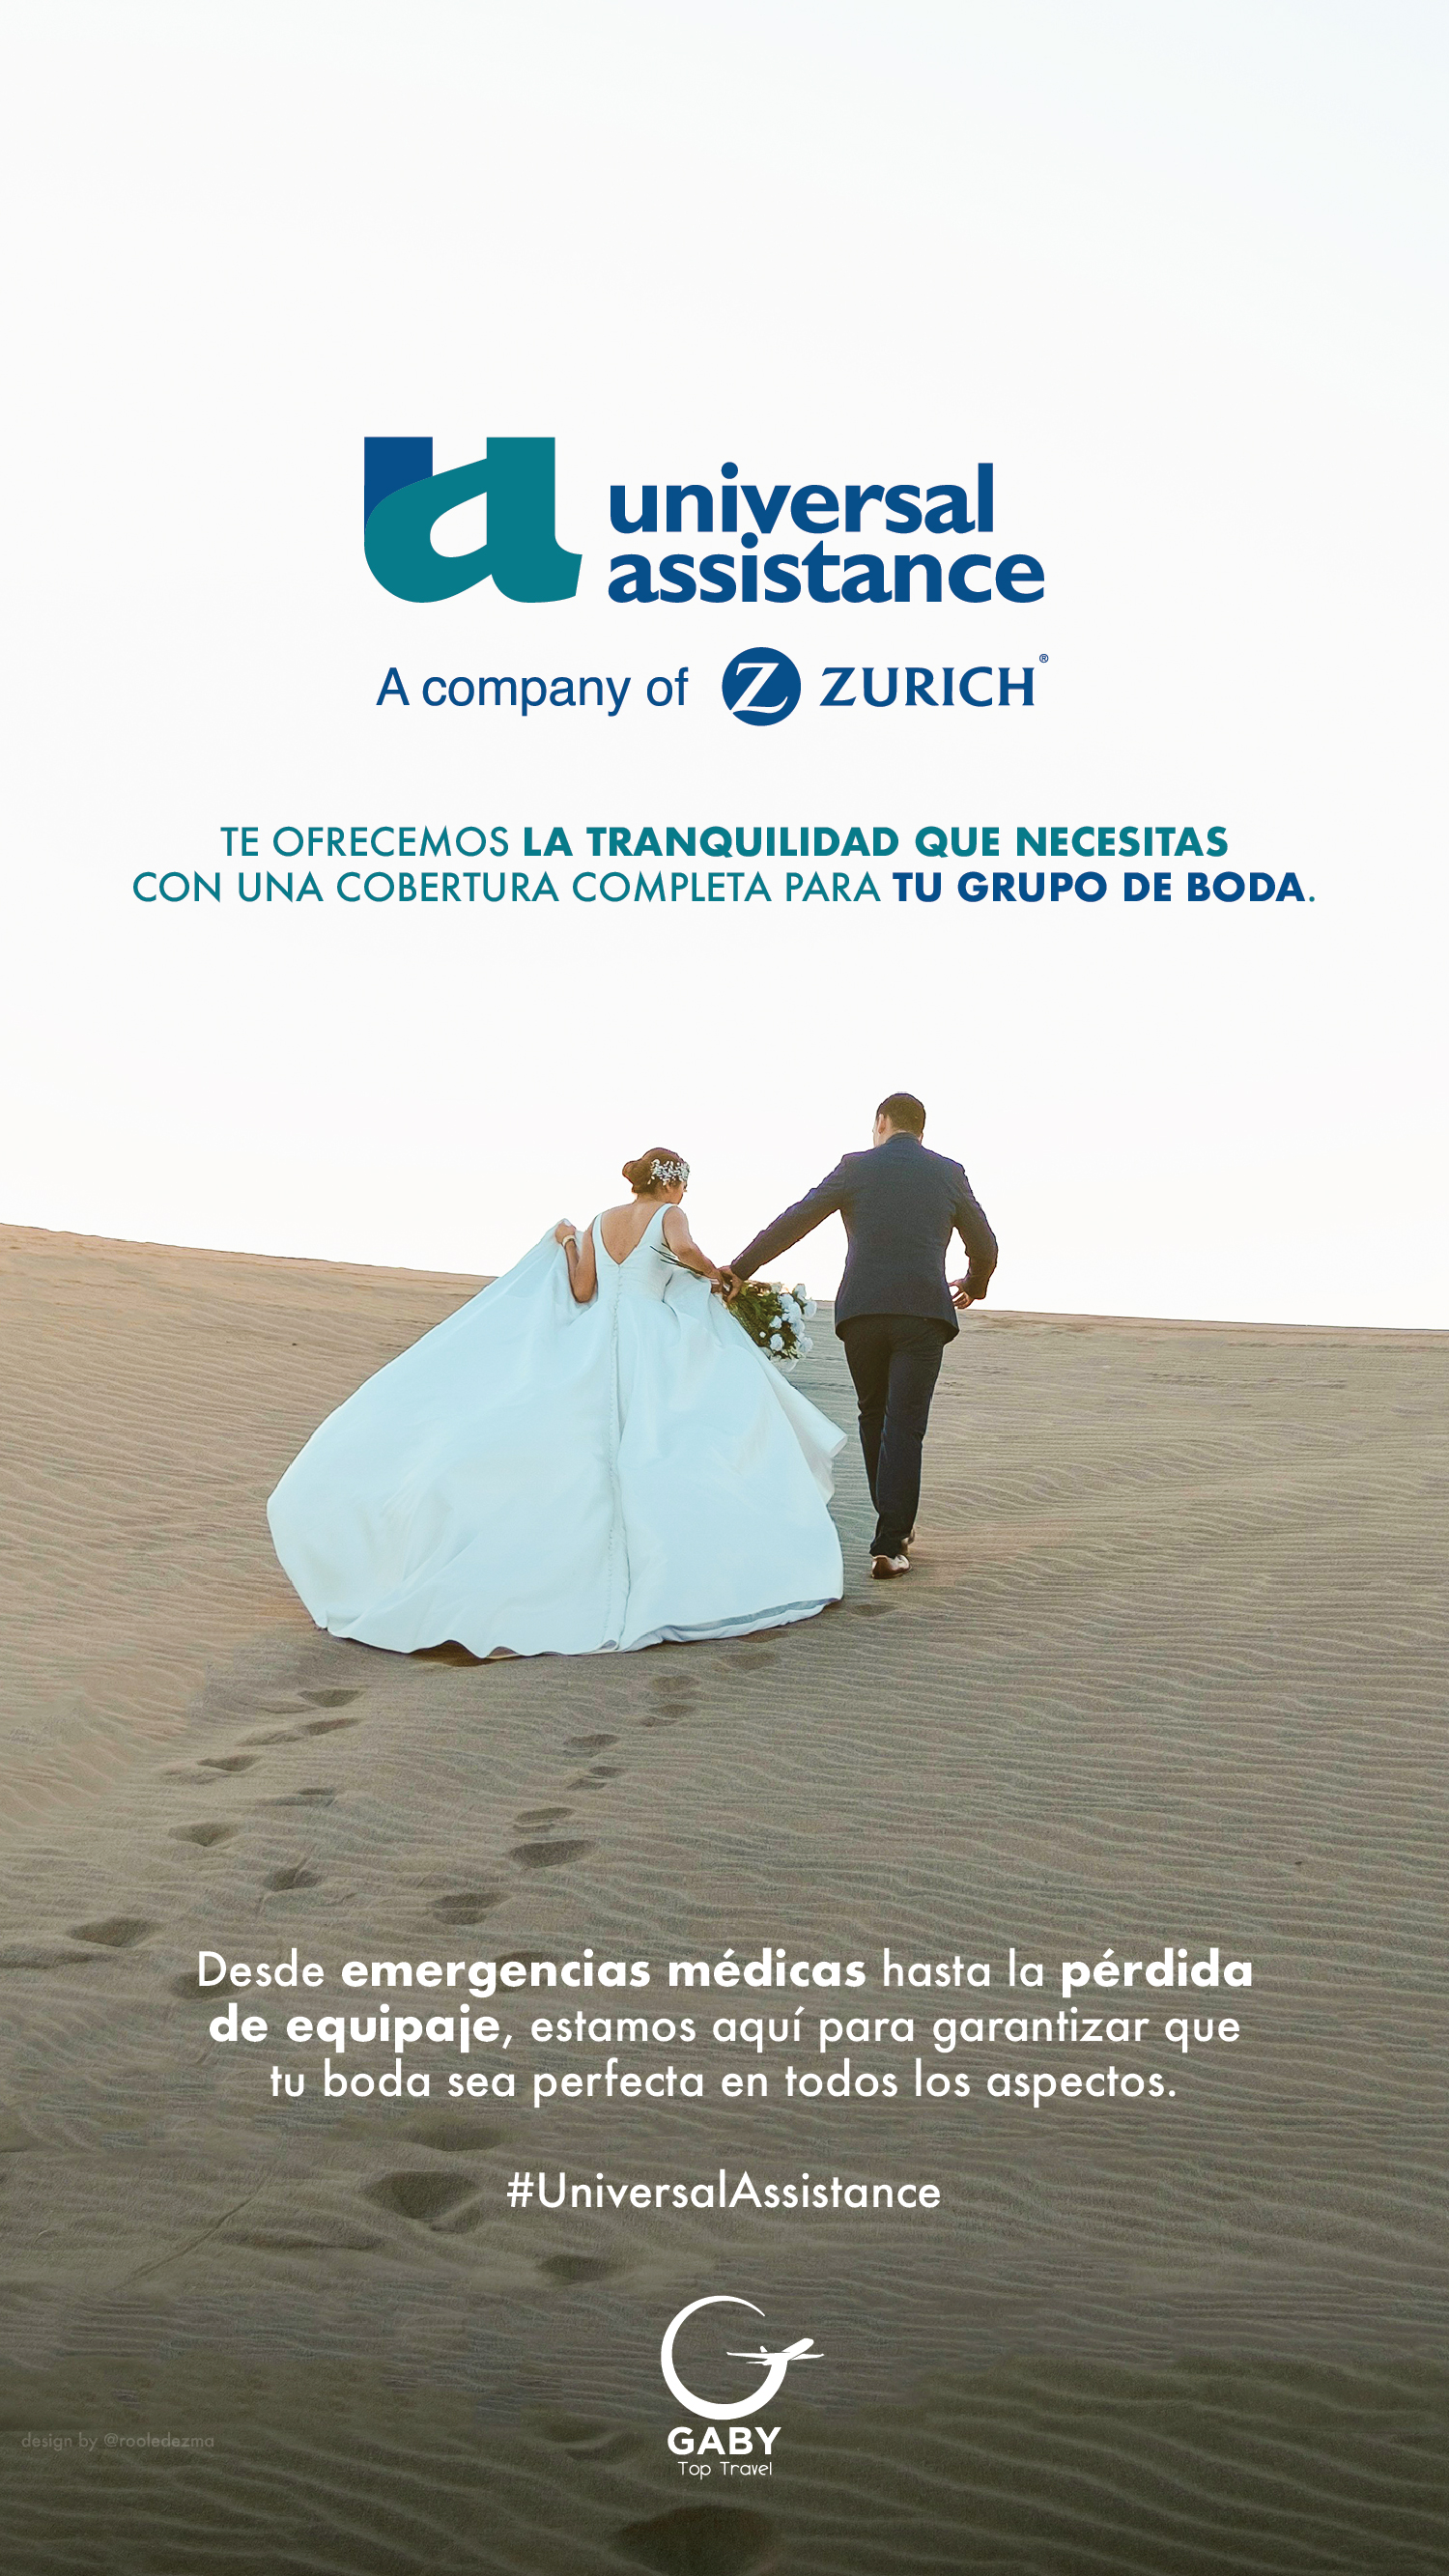 universal
assistance
A company of Z ZURICH®
TE OFRECEMOS LA TRANQUILIDAD QUE NECESITAS
CON UNA COBERTURA COMPLETA PARA TU GRUPO DE BODA.
Desde emergencias médicas hasta la pérdida
de equipaje, estamos aquí para garantizar que
tu boda sea perfecta en todos los aspectos.
#UniversalAssistance
GABY
Top Travel
design by @rooledezma